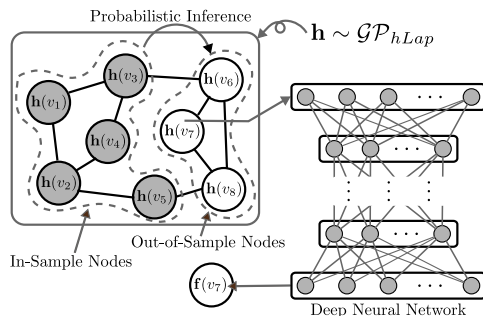 Probabilistic Inference
h ∼ GP_hLap
h(v₃)
h(v₆)
h(v₁)
h(v₇)
h(v₄)
h(v₂)
h(v₅)
h(v₈)
In-Sample Nodes
Out-of-Sample Nodes
f(v₇)
Deep Neural Network